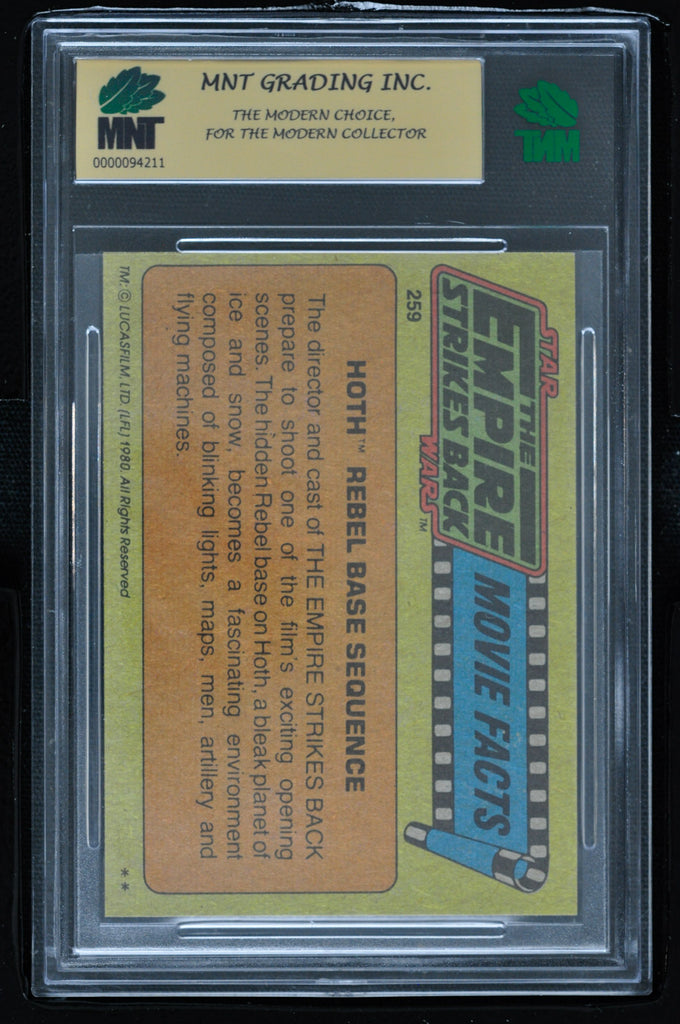 MNT GRADING INC.
THE MODERN CHOICE,
FOR THE MODERN COLLECTOR
MNT
0000094211
MNT
259
STAR
THE
EMPIRE
STRIKES BACK
WARS™
MOVIE FACTS
HOTH™ REBEL BASE SEQUENCE
The director and cast of THE EMPIRE STRIKES BACK
prepare to shoot one of the film's exciting opening
scenes. The hidden Rebel base on Hoth, a bleak planet of
ice and snow, becomes a fascinating environment
composed of blinking lights, maps, men, artillery and
flying machines.
TM: © LUCASFILM, LTD. (LFL) 1980. All Rights Reserved
**